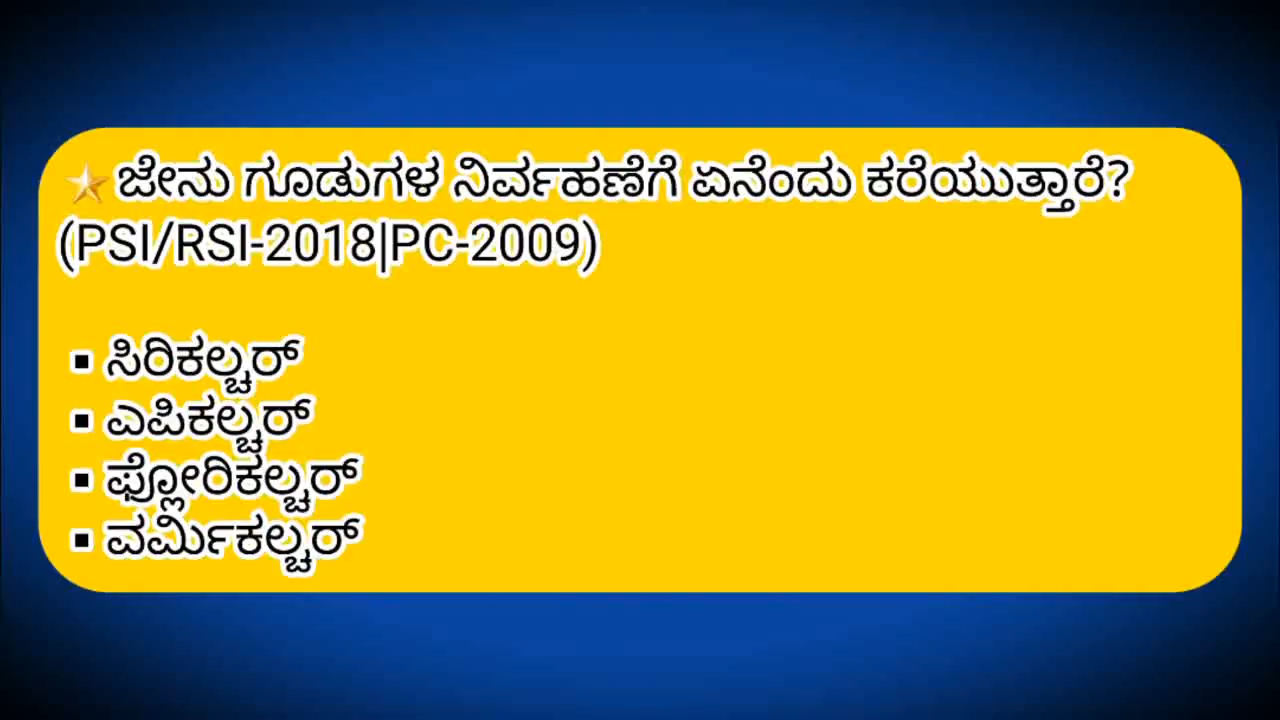 ⭐ ಜೇನು ಗೂಡುಗಳ ನಿರ್ವಹಣೆಗೆ ಏನೆಂದು ಕರೆಯುತ್ತಾರೆ?
(PSI/RSI-2018|PC-2009)
▪ ಸಿರಿಕಲ್ಚರ್
▪ ಎಪಿಕಲ್ಚರ್
▪ ಫ್ಲೋರಿಕಲ್ಚರ್
▪ ವರ್ಮಿಕಲ್ಚರ್